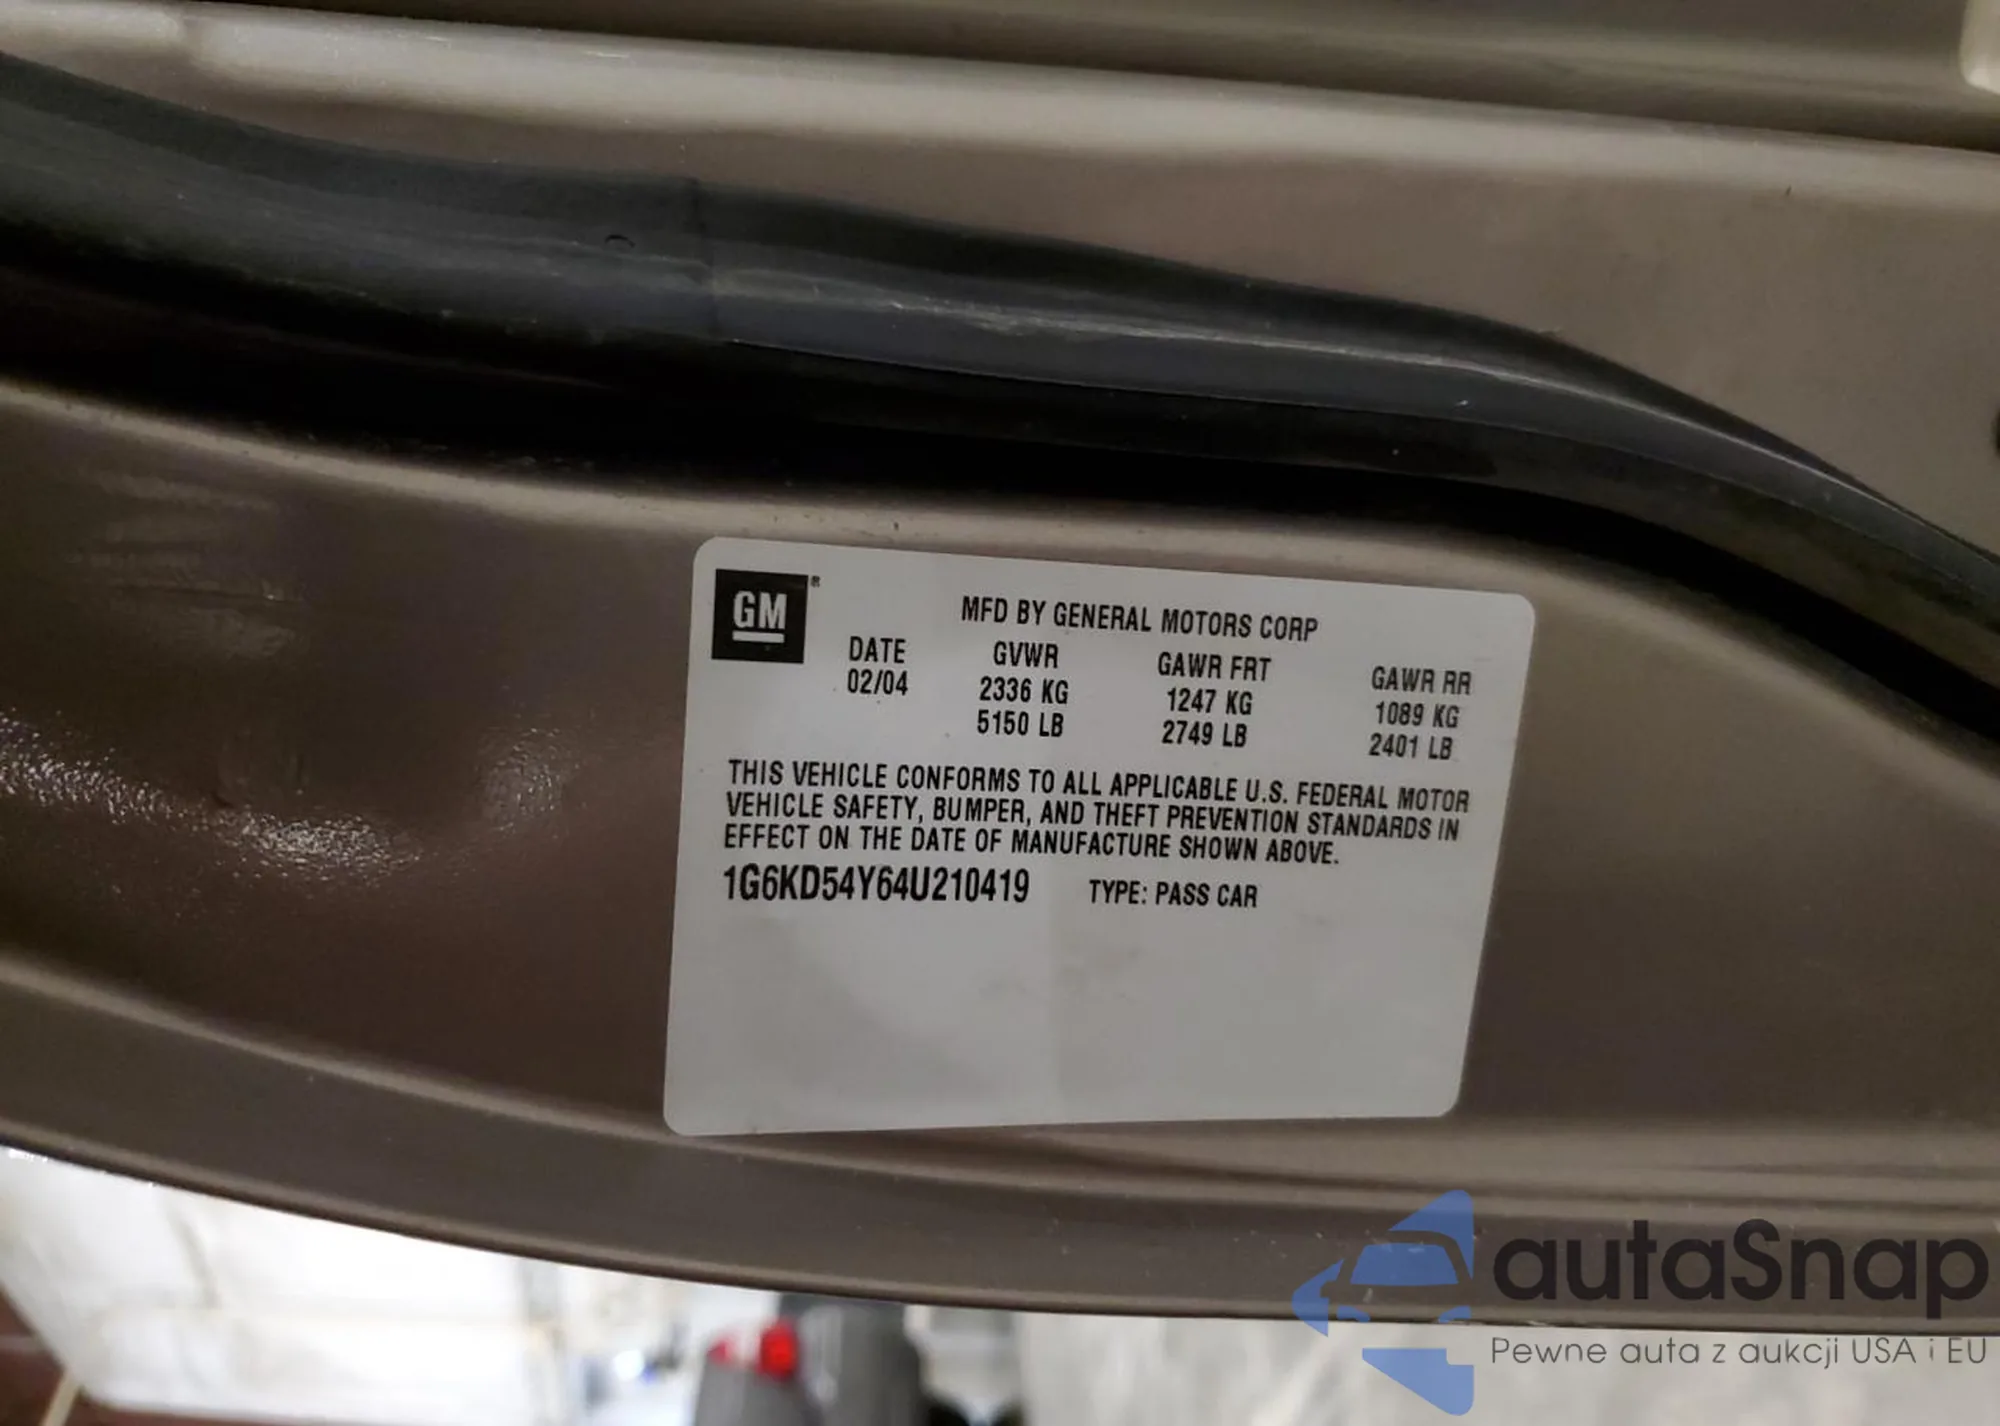 GM®
MFD BY GENERAL MOTORS CORP
DATE GVWR GAWR FRT GAWR RR
02/04 2336 KG 1247 KG 1089 KG
5150 LB 2749 LB 2401 LB
THIS VEHICLE CONFORMS TO ALL APPLICABLE U.S. FEDERAL MOTOR
VEHICLE SAFETY, BUMPER, AND THEFT PREVENTION STANDARDS IN
EFFECT ON THE DATE OF MANUFACTURE SHOWN ABOVE.
1G6KD54Y64U210419 TYPE: PASS CAR
autaSnap
Pewne auta z aukcji USA i EU